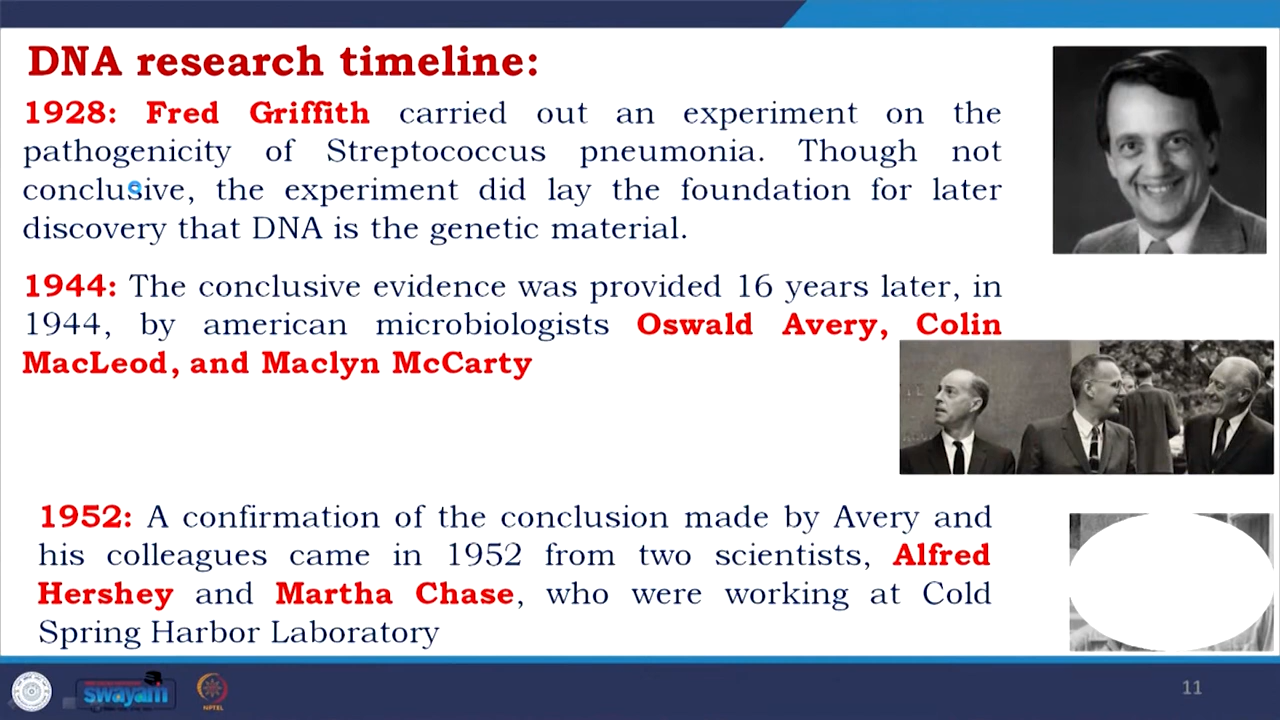 DNA research timeline:
1928: Fred Griffith carried out an experiment on the
pathogenicity of Streptococcus pneumonia. Though not
conclusive, the experiment did lay the foundation for later
discovery that DNA is the genetic material.
1944: The conclusive evidence was provided 16 years later, in
1944, by american microbiologists Oswald Avery, Colin
MacLeod, and Maclyn McCarty
1952: A confirmation of the conclusion made by Avery and
his colleagues came in 1952 from two scientists, Alfred
Hershey and Martha Chase, who were working at Cold
Spring Harbor Laboratory
swayam
NPTEL
11